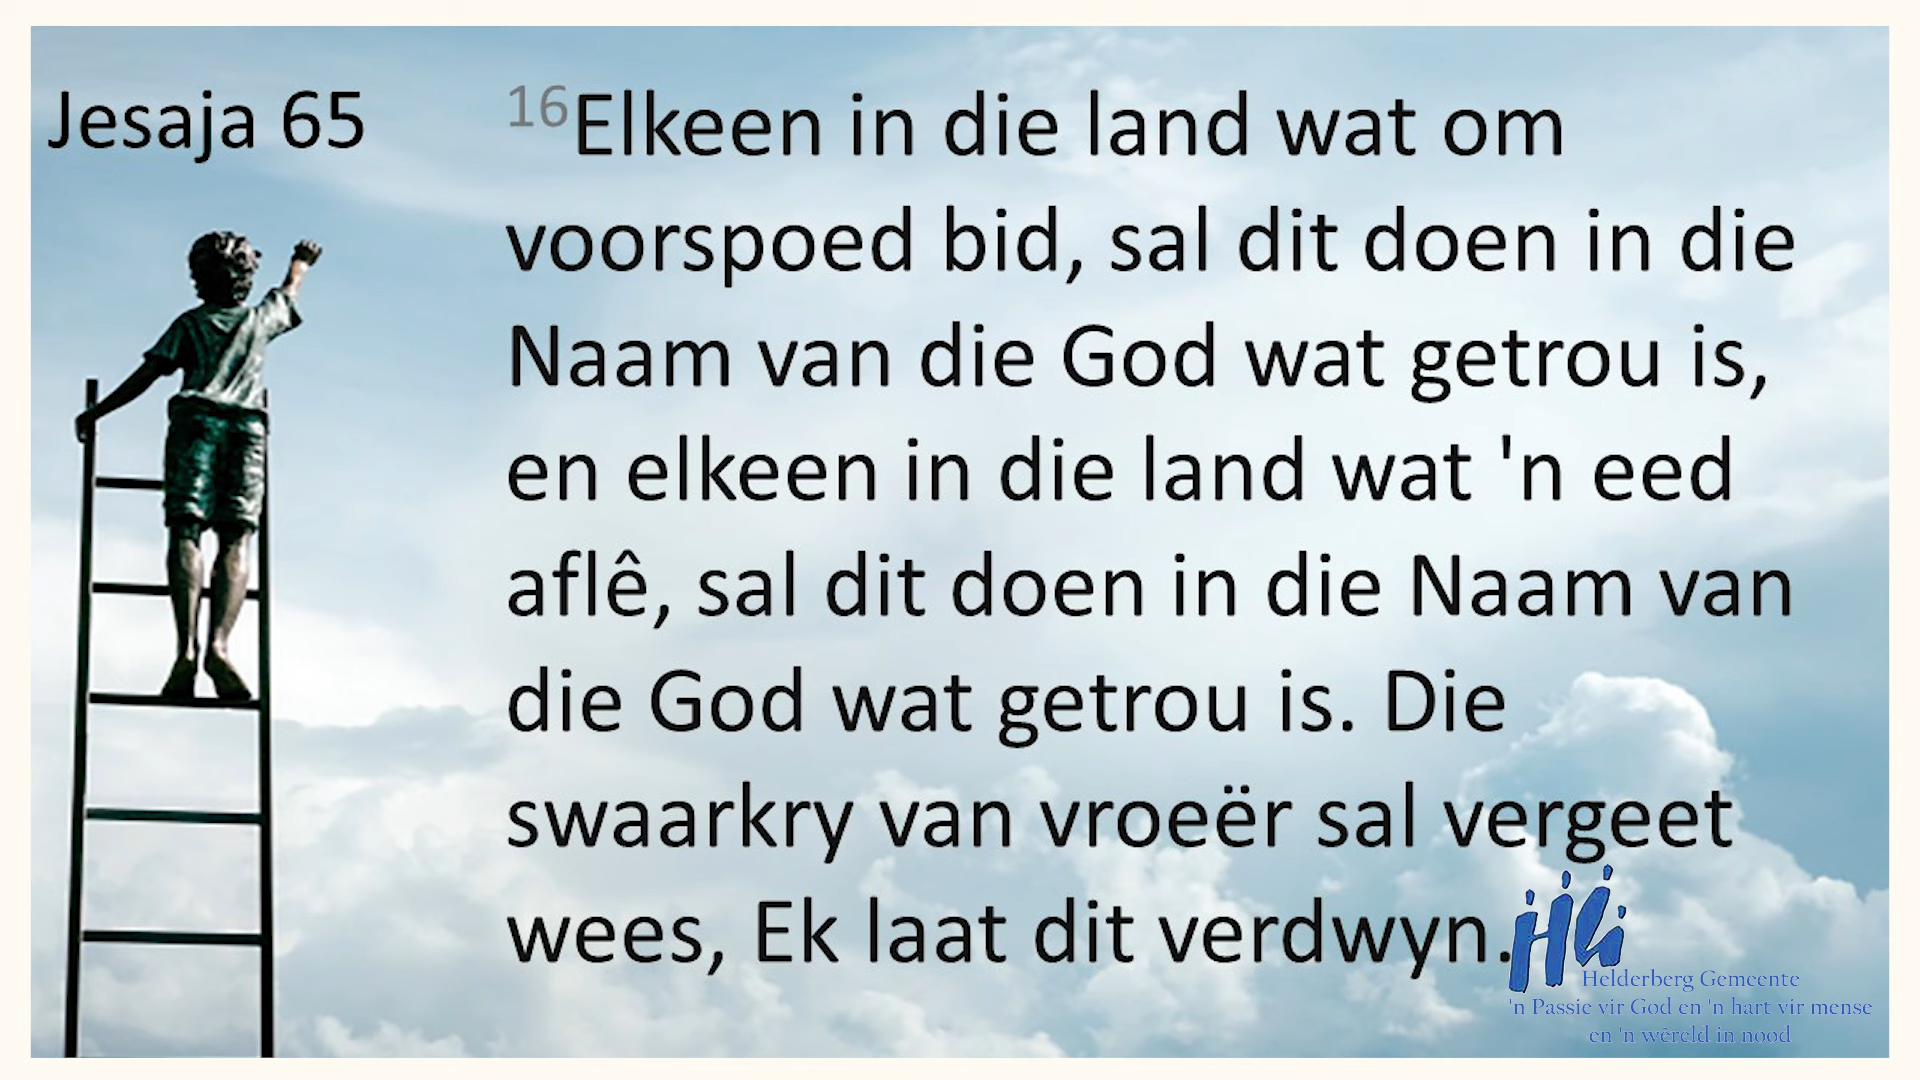 Jesaja 65
16Elkeen in die land wat om
voorspoed bid, sal dit doen in die
Naam van die God wat getrou is,
en elkeen in die land wat 'n eed
aflê, sal dit doen in die Naam van
die God wat getrou is. Die
swaarkry van vroeër sal vergeet
wees, Ek laat dit verdwyn.
HG
Helderberg Gemeente
'n Passie vir God en 'n hart vir mense
en 'n wêreld in nood